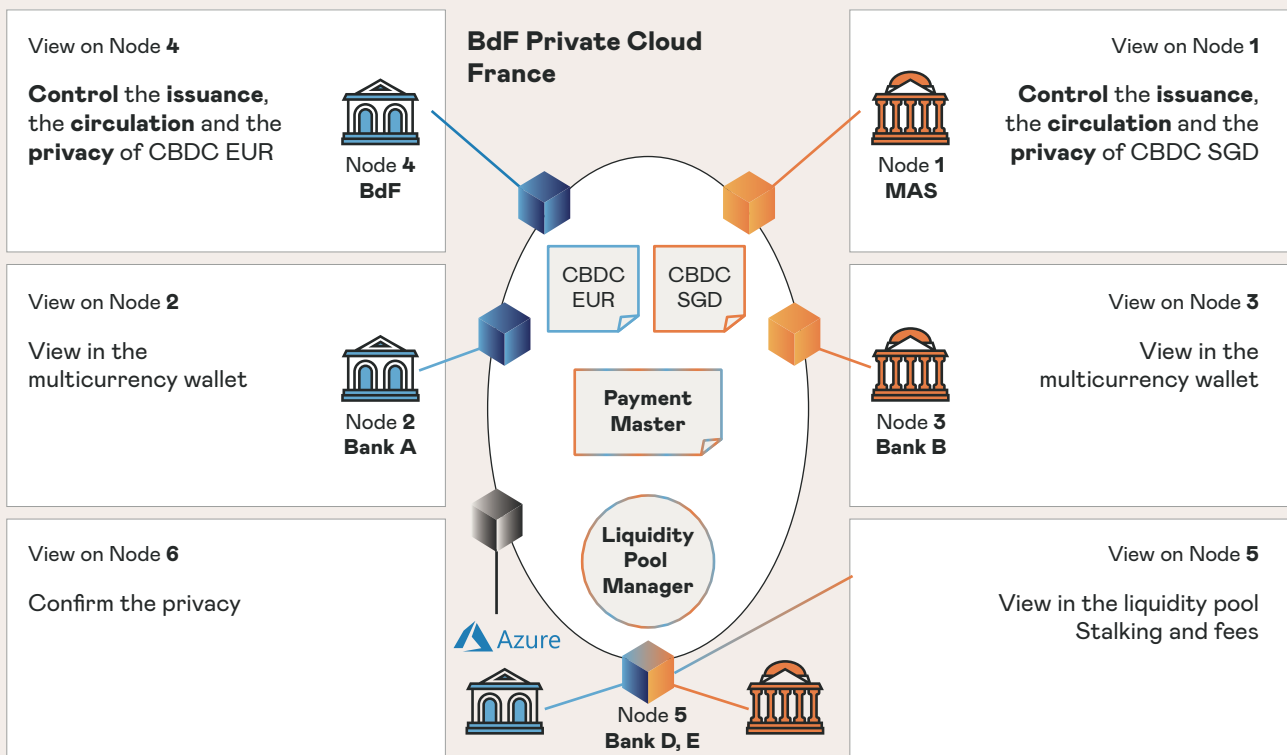 View on Node 4
Control the issuance,
the circulation and the
privacy of CBDC EUR
Node 4
BdF
BdF Private Cloud
France
View on Node 1
Control the issuance,
the circulation and the
privacy of CBDC SGD
Node 1
MAS
CBDC
EUR
CBDC
SGD
View on Node 2
View in the
multicurrency wallet
Node 2
Bank A
Payment
Master
View on Node 3
View in the
multicurrency wallet
Node 3
Bank B
View on Node 6
Confirm the privacy
Azure
Liquidity
Pool
Manager
View on Node 5
View in the liquidity pool
Stalking and fees
Node 5
Bank D, E